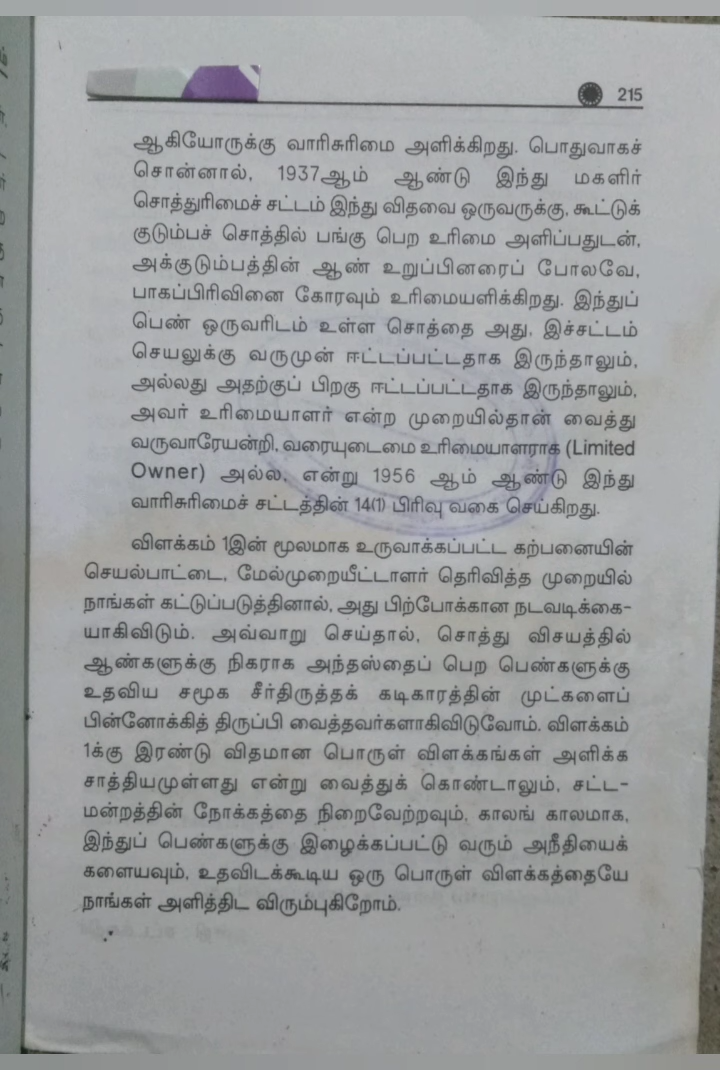 215
ஆகியோருக்கு வாரிசுரிமை அளிக்கிறது. பொதுவாகச்
சொன்னால், 1937ஆம் ஆண்டு இந்து மகளிர்
சொத்துரிமைச் சட்டம் இந்து விதவை ஒருவருக்கு, கூட்டுக்
குடும்பச் சொத்தில் பங்கு பெற உரிமை அளிப்பதுடன்,
அக்குடும்பத்தின் ஆண் உறுப்பினரைப் போலவே,
பாகப்பிரிவினை கோரவும் உரிமையளிக்கிறது. இந்துப்
பெண் ஒருவரிடம் உள்ள சொத்தை அது, இச்சட்டம்
செயலுக்கு வருமுன் ஈட்டப்பட்டதாக இருந்தாலும்,
அல்லது அதற்குப் பிறகு ஈட்டப்பட்டதாக இருந்தாலும்,
அவர் உரிமையாளர் என்ற முறையில்தான் வைத்து
வருவாரேயன்றி, வரையுடைமை உரிமையாளராக (Limited
Owner) அல்ல, என்று 1956 ஆம் ஆண்டு இந்து
வாரிசுரிமைச் சட்டத்தின் 14(1) பிரிவு வகை செய்கிறது.
விளக்கம் 1இன் மூலமாக உருவாக்கப்பட்ட கற்பனையின்
செயல்பாட்டை, மேல்முறையீட்டாளர் தெரிவித்த முறையில்
நாங்கள் கட்டுப்படுத்தினால், அது பிற்போக்கான நடவடிக்கை-
யாகிவிடும். அவ்வாறு செய்தால், சொத்து விசயத்தில்
ஆண்களுக்கு நிகராக அந்தஸ்தைப் பெற பெண்களுக்கு
உதவிய சமூக சீர்திருத்தக் கடிகாரத்தின் முட்களைப்
பின்னோக்கித் திருப்பி வைத்தவர்களாகிவிடுவோம். விளக்கம்
1க்கு இரண்டு விதமான பொருள் விளக்கங்கள் அளிக்க
சாத்தியமுள்ளது என்று வைத்துக் கொண்டாலும், சட்ட-
மன்றத்தின் நோக்கத்தை நிறைவேற்றவும், காலங் காலமாக,
இந்துப் பெண்களுக்கு இழைக்கப்பட்டு வரும் அநீதியைக்
களையவும், உதவிடக்கூடிய ஒரு பொருள் விளக்கத்தையே
நாங்கள் அளித்திட விரும்புகிறோம்.